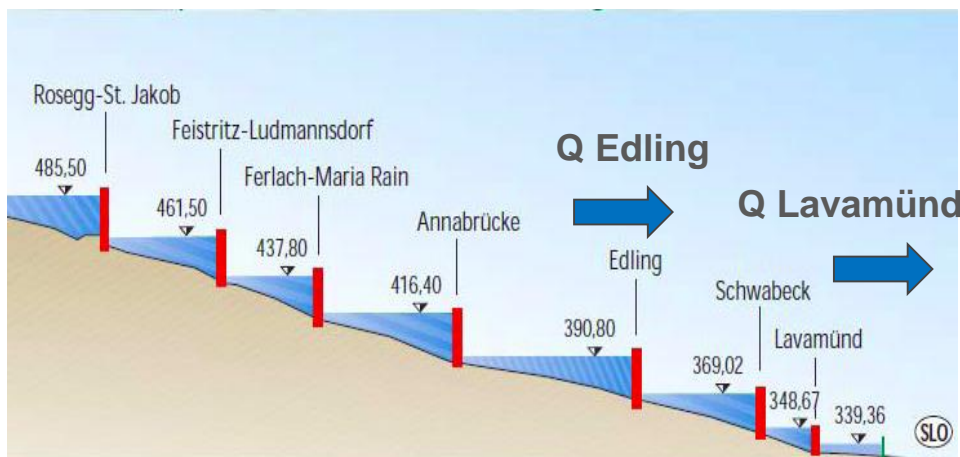 Rosegg-St. Jakob
485,50
Feistritz-Ludmannsdorf
461,50
Ferlach-Maria Rain
437,80
Annabrücke
416,40
Q Edling
Edling
390,80
Q Lavamünd
Schwabeck
369,02
Lavamünd
348,67
339,36
SLO